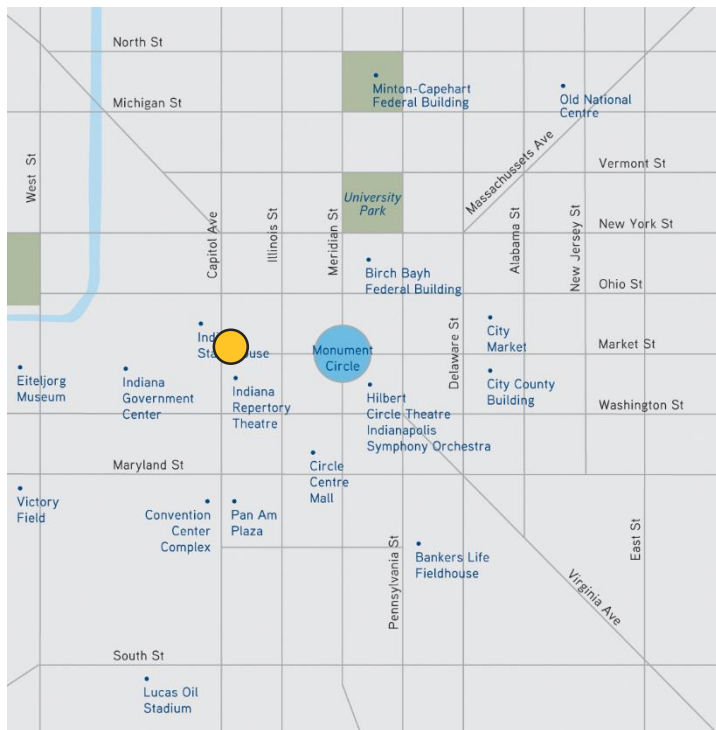 North St
Minton-Capehart
Federal Building
Old National
Centre
Michigan St
Massachussets Ave
Vermont St
West St
University
Park
Capitol Ave
Illinois St
Meridian St
Alabama St
New Jersey St
New York St
Birch Bayh
Federal Building
Ohio St
City
Market
Delaware St
Market St
Monument
Circle
Eiteljorg
Museum
Indiana
Government
Center
Indiana
Repertory
Theatre
Hilbert
Circle Theatre
Indianapolis
Symphony Orchestra
City County
Building
Washington St
Maryland St
Circle
Centre
Mall
Victory
Field
Convention
Center
Complex
Pan Am
Plaza
Pennsylvania St
Bankers Life
Fieldhouse
East St
Virginia Ave
South St
Lucas Oil
Stadium